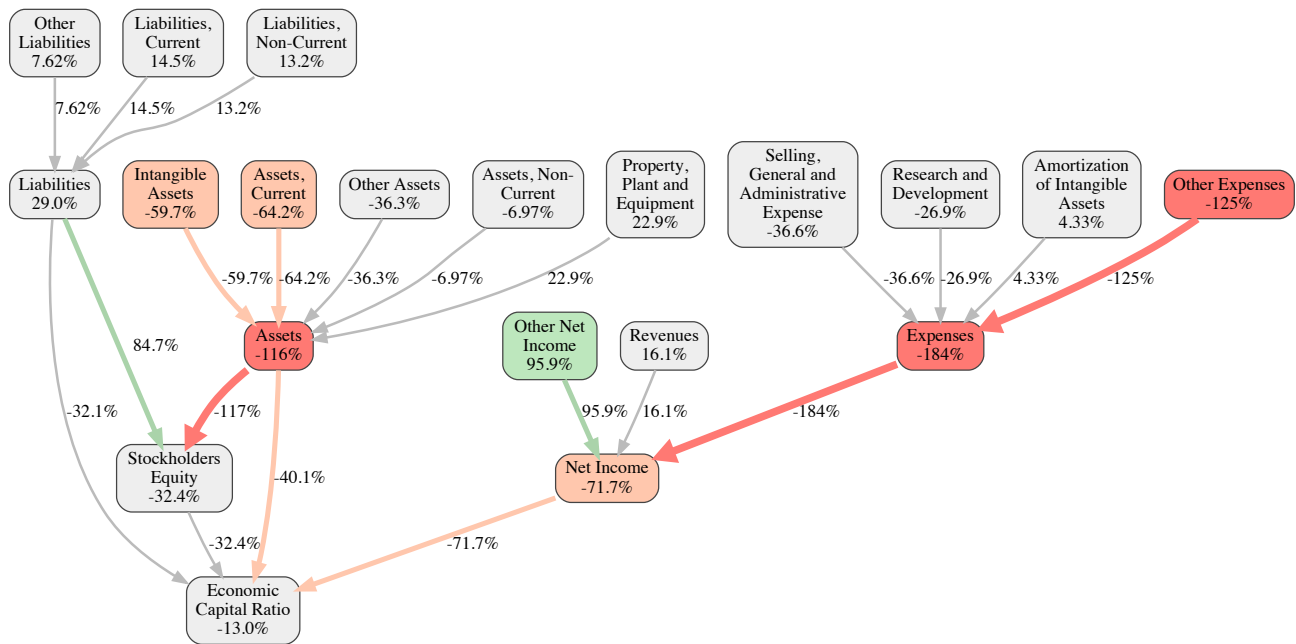 Other
Liabilities
7.62%
Liabilities,
Current
14.5%
Liabilities,
Non-Current
13.2%
7.62%
14.5%
13.2%
Liabilities
29.0%
Intangible
Assets
-59.7%
Assets,
Current
-64.2%
Other Assets
-36.3%
Assets, Non-
Current
-6.97%
Property,
Plant and
Equipment
22.9%
Selling,
General and
Administrative
Expense
-36.6%
Research and
Development
-26.9%
Amortization
of Intangible
Assets
4.33%
Other Expenses
-125%
-59.7%
-64.2%
-36.3%
-6.97%
22.9%
-36.6%
-26.9%
4.33%
-125%
84.7%
Assets
-116%
Other Net
Income
95.9%
Revenues
16.1%
Expenses
-184%
-32.1%
-117%
95.9%
16.1%
-184%
Stockholders
Equity
-32.4%
-40.1%
Net Income
-71.7%
-32.4%
-71.7%
Economic
Capital Ratio
-13.0%